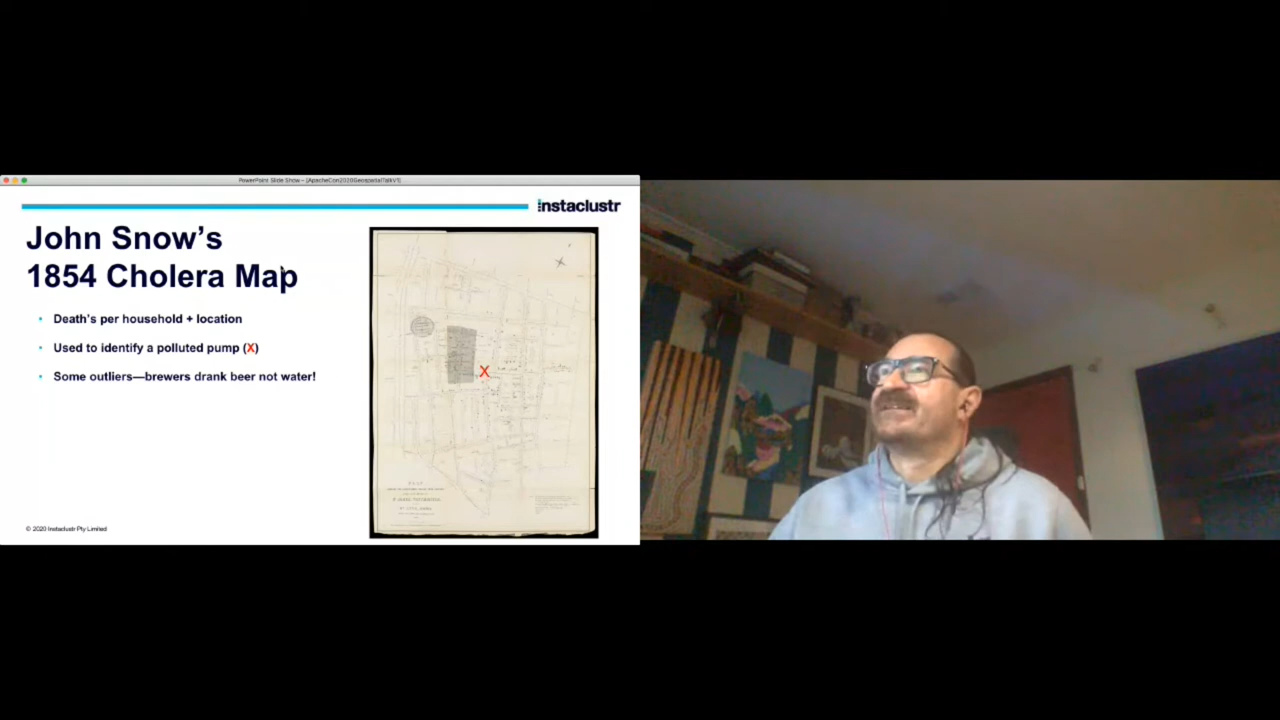 PowerPoint Slide Show - [ApacheCon2020GeospatialTalkV1]
instaclustr
John Snow's
1854 Cholera Map
• Death's per household + location
• Used to identify a polluted pump (X)
• Some outliers—brewers drank beer not water!
X
© 2020 Instaclustr Pty Limited